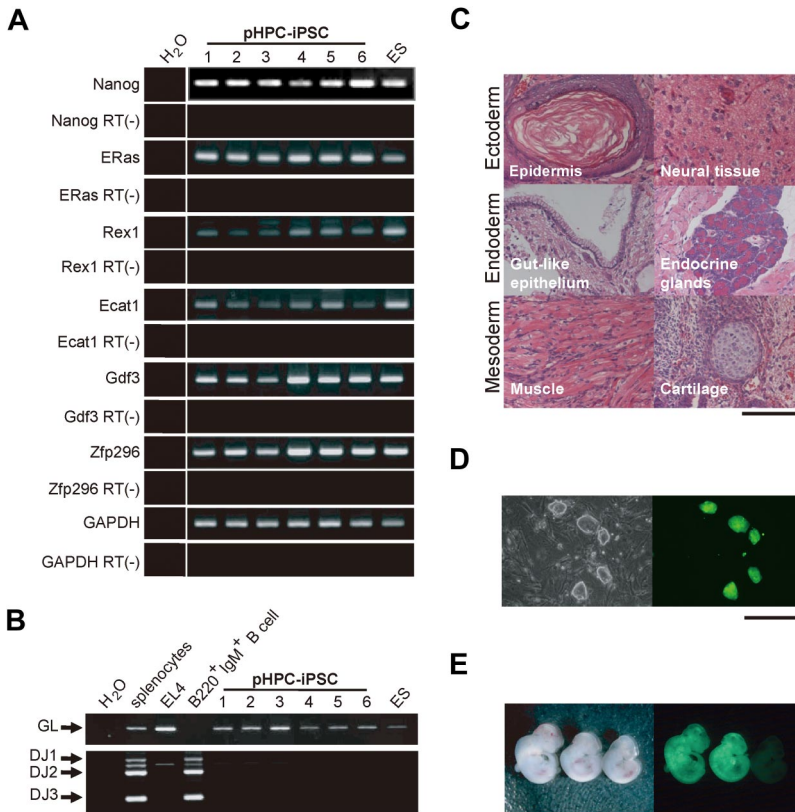 A
H2O
pHPC-iPSC
1 2 3 4 5 6
ES
Nanog
Nanog RT(-)
ERas
ERas RT(-)
Rex1
Rex1 RT(-)
Ecat1
Ecat1 RT(-)
Gdf3
Gdf3 RT(-)
Zfp296
Zfp296 RT(-)
GAPDH
GAPDH RT(-)
B
H2O
splenocytes
EL4
B220+ IgM+ B cell
pHPC-iPSC
1 2 3 4 5 6
ES
GL
DJ1
DJ2
DJ3
C
Ectoderm
Epidermis
Neural tissue
Endoderm
Gut-like
epithelium
Endocrine
glands
Mesoderm
Muscle
Cartilage
D
E